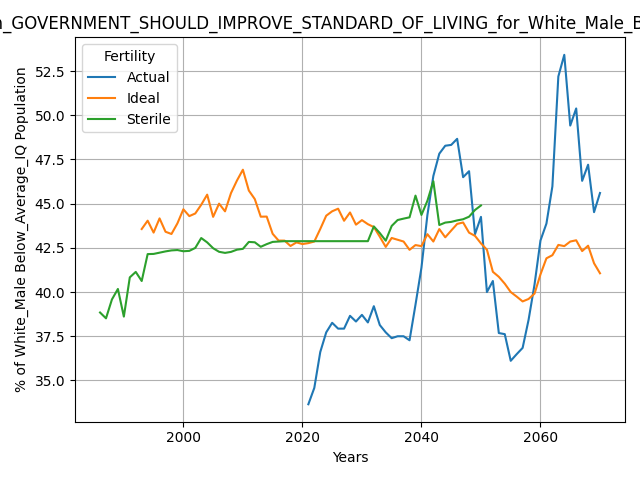 GOVERNMENT_SHOULD_IMPROVE_STANDARD_OF_LIVING_for_White_Male_
Fertility
Actual
Ideal
Sterile
% of White_Male Below_Average_IQ Population
52.5
50.0
47.5
45.0
42.5
40.0
37.5
35.0
2000
2020
2040
2060
Years